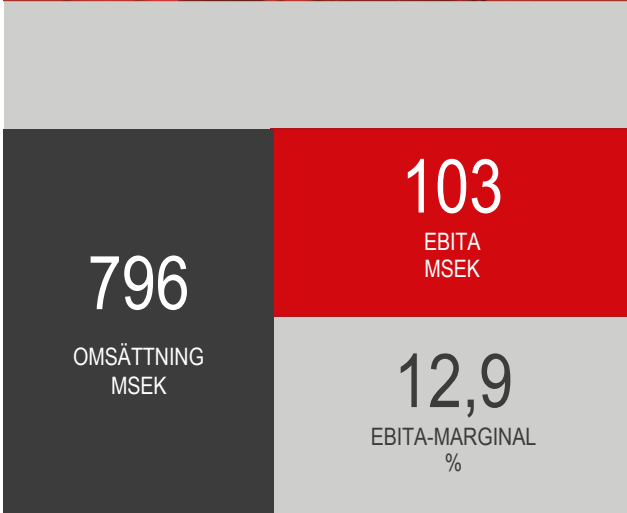 796
OMSÄTTNING
MSEK
103
EBITA
MSEK
12,9
EBITA-MARGINAL
%